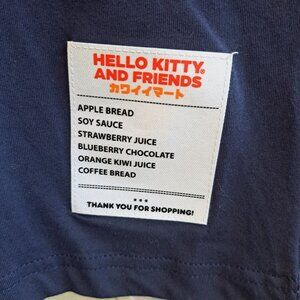 HELLO KITTY®
AND FRIENDS
カワイイマート
APPLE BREAD
SOY SAUCE
STRAWBERRY JUICE
BLUEBERRY CHOCOLATE
ORANGE KIWI JUICE
COFFEE BREAD
***
THANK YOU FOR SHOPPING!